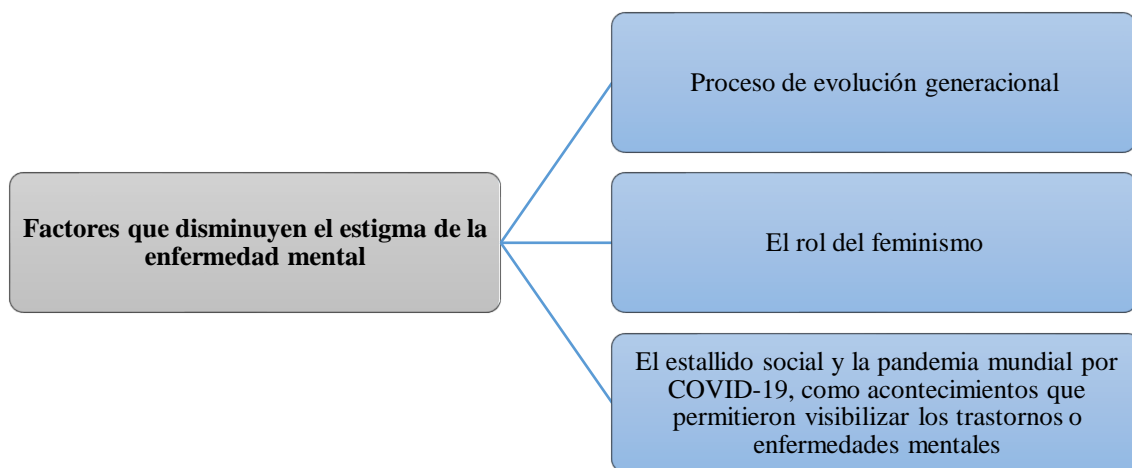 Proceso de evolución generacional
Factores que disminuyen el estigma de la
enfermedad mental
El rol del feminismo
El estallido social y la pandemia mundial por
COVID-19, como acontecimientos que
permitieron visibilizar los trastornos o
enfermedades mentales